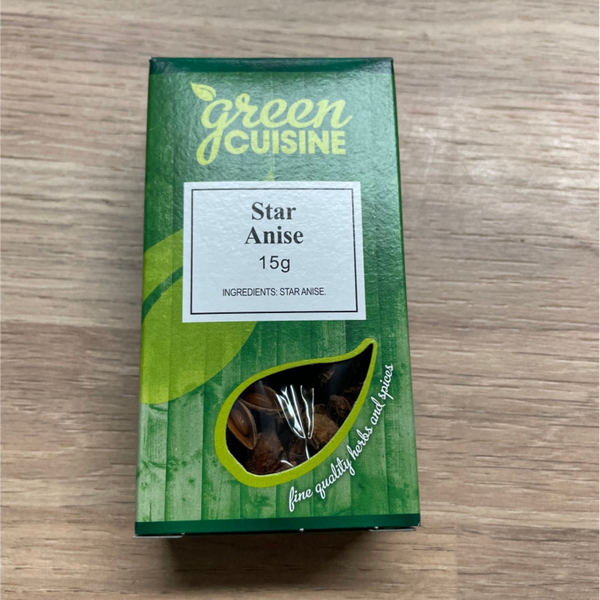 green
CUISINE
Star
Anise
15g
INGREDIENTS: STAR ANISE.
fine quality herbs and spices